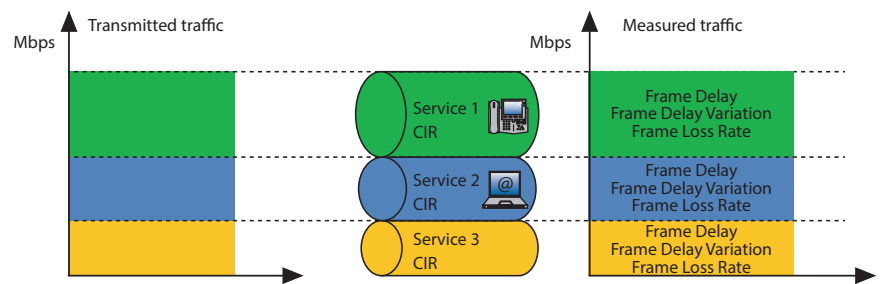 Transmitted traffic
Mbps
Service 1
CIR
Service 2
CIR
@
Service 3
CIR
Measured traffic
Mbps
Frame Delay
Frame Delay Variation
Frame Loss Rate
Frame Delay
Frame Delay Variation
Frame Loss Rate
Frame Delay
Frame Delay Variation
Frame Loss Rate